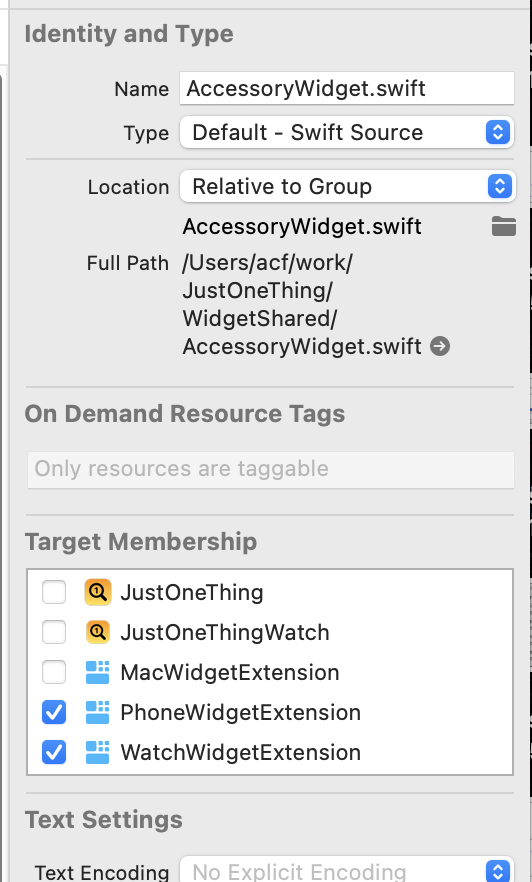 Identity and Type
Name AccessoryWidget.swift
Type Default - Swift Source
Location Relative to Group
AccessoryWidget.swift
Full Path /Users/acf/work/
JustOneThing/
WidgetShared/
AccessoryWidget.swift
On Demand Resource Tags
Only resources are taggable
Target Membership
1 JustOneThing
1 JustOneThingWatch
MacWidgetExtension
PhoneWidgetExtension
WatchWidgetExtension
Text Settings
Text Encoding No Explicit Encoding